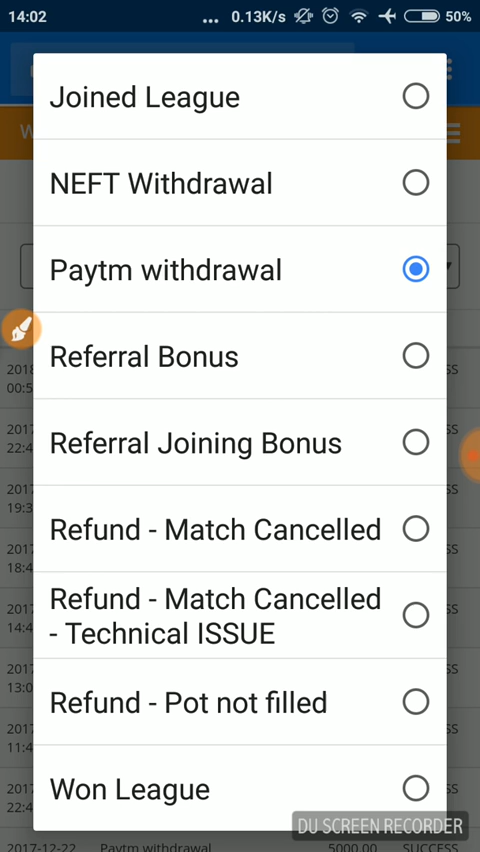 14:02 ... 0.13K/s 50%
Joined League
NEFT Withdrawal
Paytm withdrawal
Referral Bonus
Referral Joining Bonus
Refund - Match Cancelled
Refund - Match Cancelled
- Technical ISSUE
Refund - Pot not filled
Won League
DU SCREEN RECORDER
2017-12-22 Paytm withdrawal 5000.00 SUCCESS